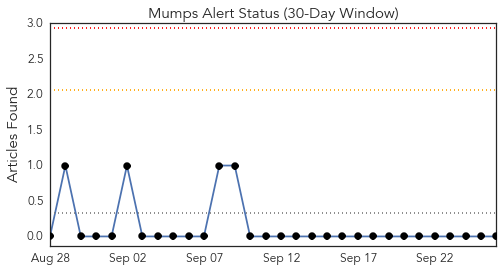 Mumps Alert Status (30-Day Window)
Articles Found
3.0
2.5
2.0
1.5
1.0
0.5
0.0
Aug 28
Sep 02
Sep 07
Sep 12
Sep 17
Sep 22